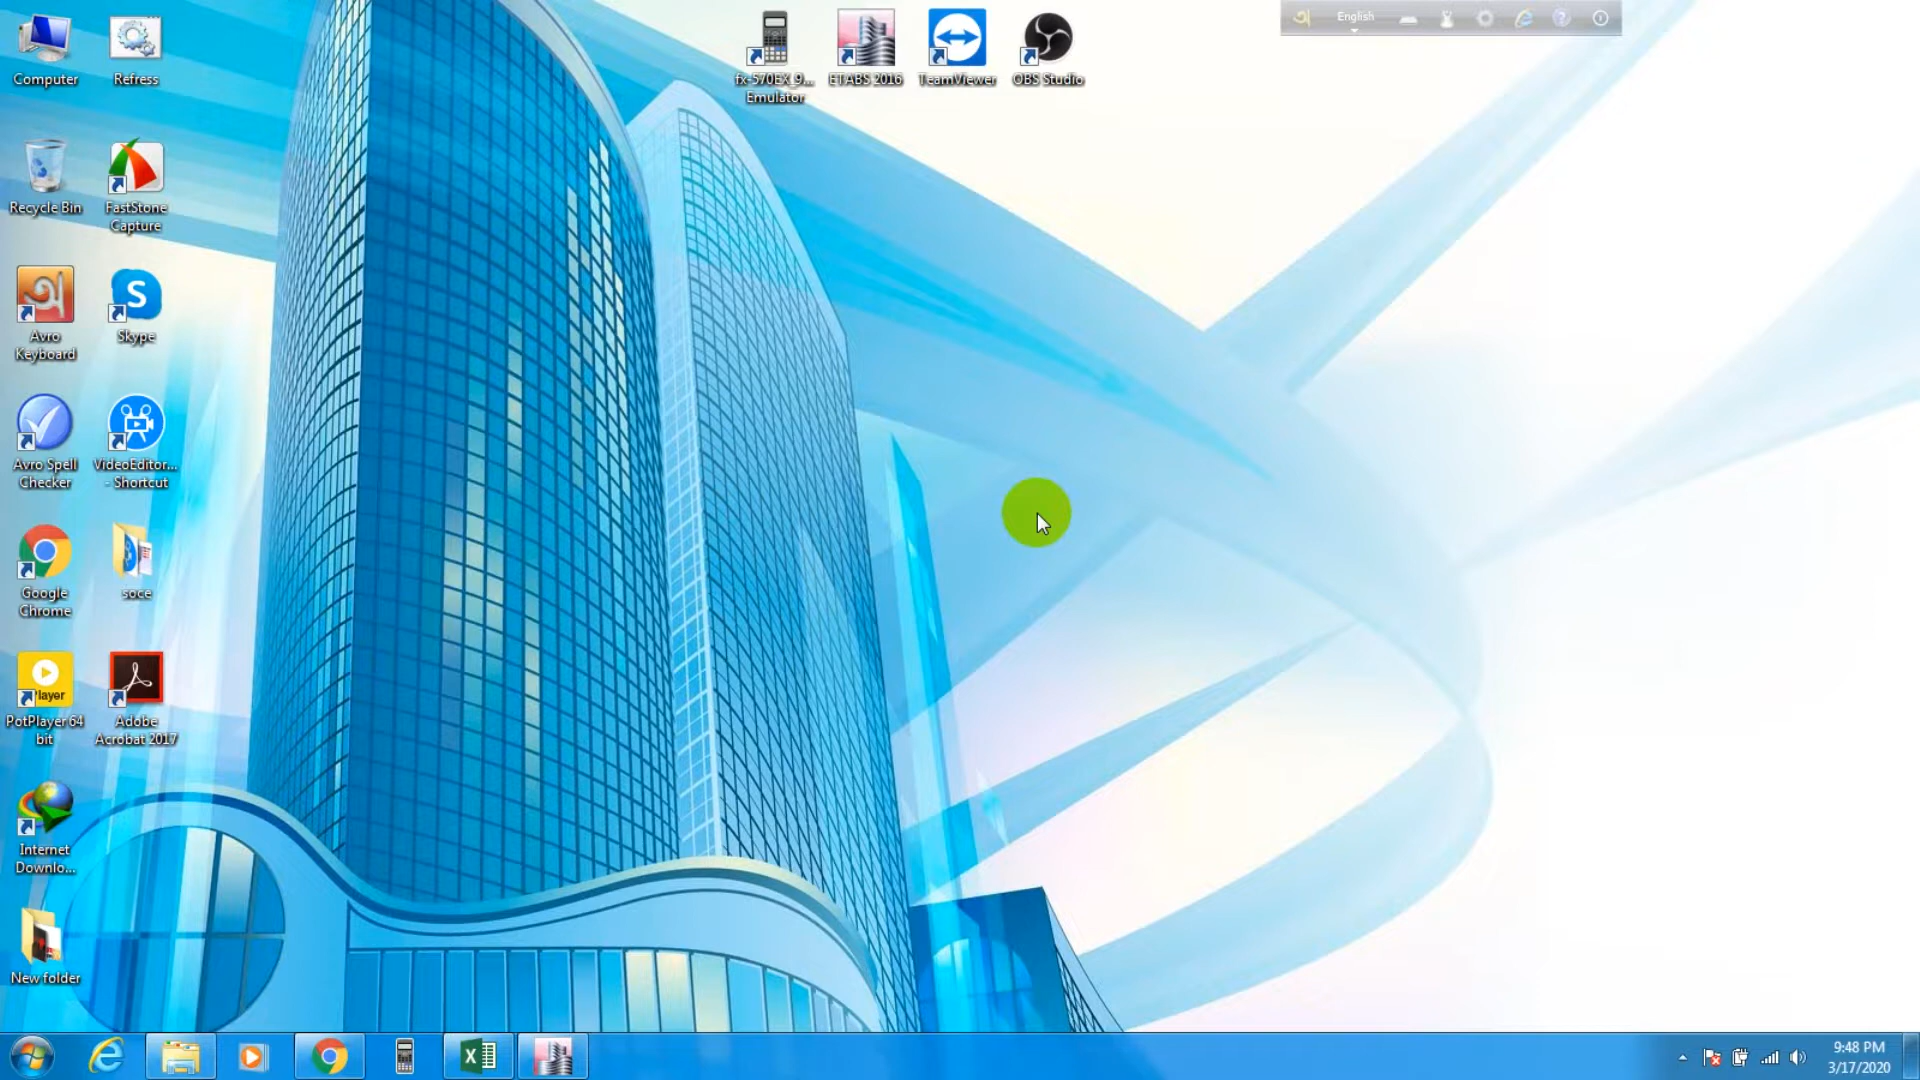 Computer
Refress
Recycle Bin
FastStone
Capture
Avro
Keyboard
Skype
Avro Spell
Checker
VideoEditor...
- Shortcut
Google
Chrome
soce
Player
PotPlayer 64
bit
Adobe
Acrobat 2017
Internet
Downlo...
New folder
fx-570EX_9...
Emulator
ETABS 2016
TeamViewer
OBS Studio
English
9:48 PM
3/17/2020